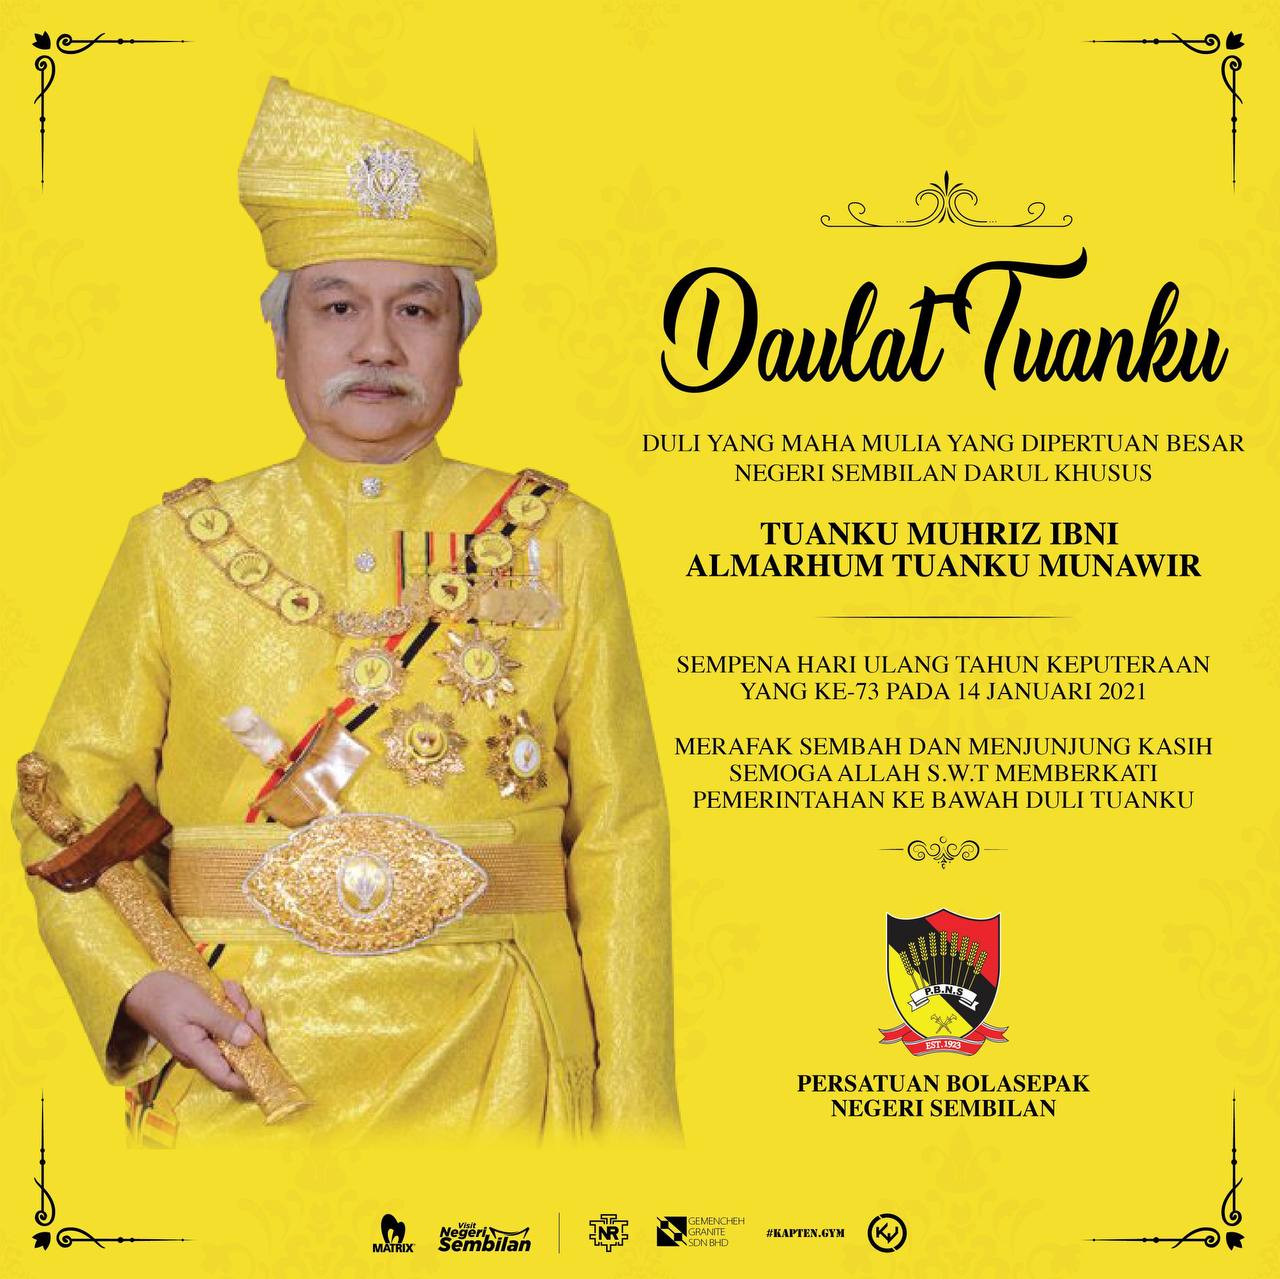 Daulat Tuanku
DULI YANG MAHA MULIA YANG DIPERTUAN BESAR
NEGERI SEMBILAN DARUL KHUSUS
TUANKU MUHRIZ IBNI
ALMARHUM TUANKU MUNAWIR
SEMPENA HARI ULANG TAHUN KEPUTERAAN
YANG KE-73 PADA 14 JANUARI 2021
MERAFAK SEMBAH DAN MENJUNJUNG KASIH
SEMOGA ALLAH S.W.T MEMBERKATI
PEMERINTAHAN KE BAWAH DULI TUANKU
P.B.N.S
EST. 1923
PERSATUAN BOLASEPAK
NEGERI SEMBILAN
MATRIX
Visit
Negeri
Sembilan
NR
GEMENCHEH
GRANITE
SDN BHD
#KAPTEN.GYM